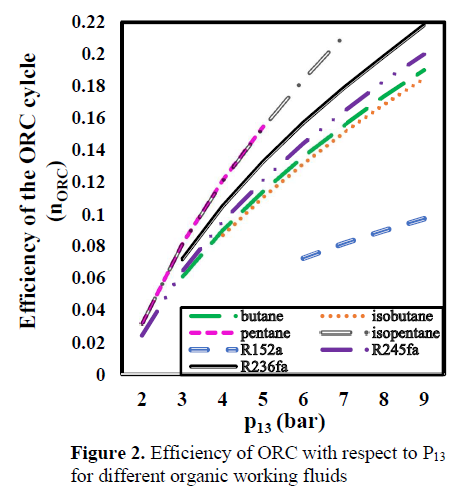 Efficiency of the ORC cylcle
(nORC)
0.22
0.2
0.18
0.16
0.14
0.12
0.1
0.08
0.06
0.04
0.02
0
butane
isobutane
pentane
isopentane
R152a
R245fa
R236fa
2 3 4 5 6 7 8 9
p13 (bar)
Figure 2. Efficiency of ORC with respect to P13
for different organic working fluids